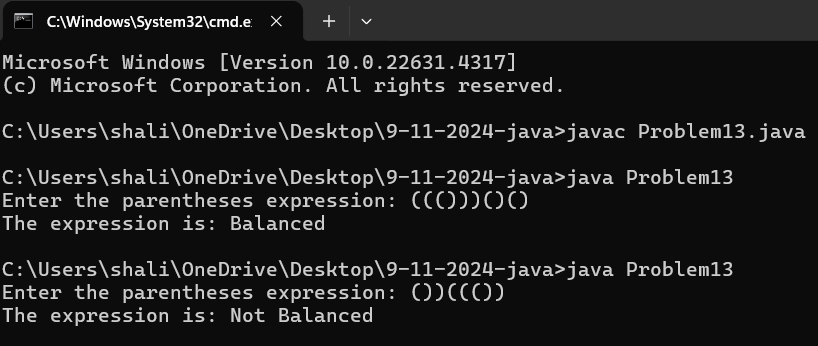 C:\Windows\System32\cmd.e:
Microsoft Windows [Version 10.0.22631.4317]
(c) Microsoft Corporation. All rights reserved.
C:\Users\shali\OneDrive\Desktop\9-11-2024-java>javac Problem13.java
C:\Users\shali\OneDrive\Desktop\9-11-2024-java>java Problem13
Enter the parentheses expression: ((()))()()
The expression is: Balanced
C:\Users\shali\OneDrive\Desktop\9-11-2024-java>java Problem13
Enter the parentheses expression: ())((())
The expression is: Not Balanced